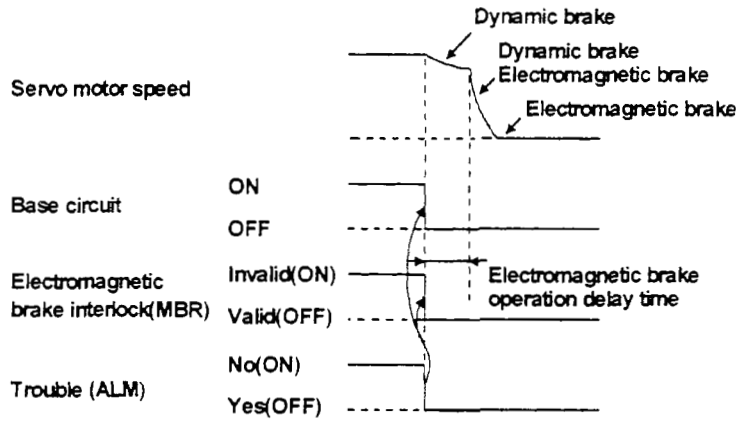 Dynamic brake
Dynamic brake
Electromagnetic brake
Servo motor speed
Electromagnetic brake
ON
Base circuit
OFF
Electromagnetic
brake interlock(MBR)
Invalid(ON)
Electromagnetic brake
operation delay time
Valid(OFF)
No(ON)
Trouble (ALM)
Yes(OFF)